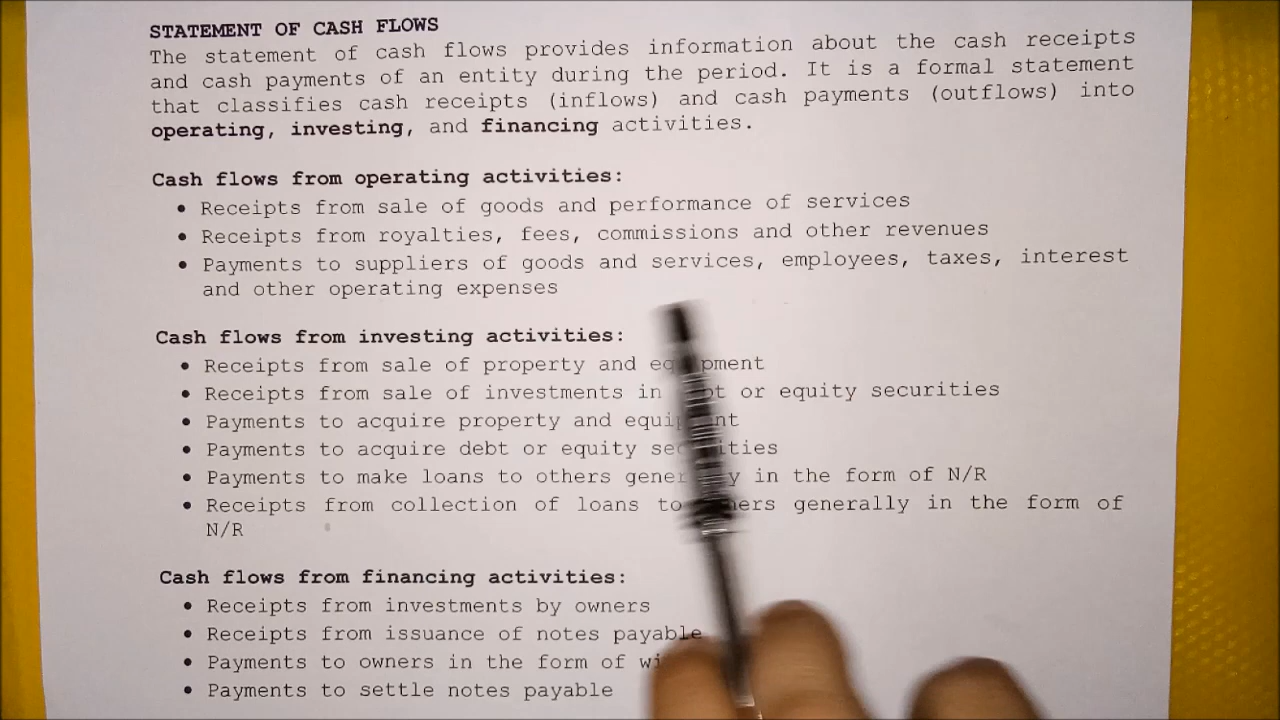 STATEMENT OF CASH FLOWS
The statement of cash flows provides information about the cash receipts
and cash payments of an entity during the period. It is a formal statement
that classifies cash receipts (inflows) and cash payments (outflows) into
operating, investing, and financing activities.
Cash flows from operating activities:
• Receipts from sale of goods and performance of services
• Receipts from royalties, fees, commissions and other revenues
• Payments to suppliers of goods and services, employees, taxes, interest
and other operating expenses
Cash flows from investing activities:
• Receipts from sale of property and equipment
• Receipts from sale of investments in debt or equity securities
• Payments to acquire property and equipment
• Payments to acquire debt or equity securities
• Payments to make loans to others generally in the form of N/R
• Receipts from collection of loans to others generally in the form of
N/R
Cash flows from financing activities:
• Receipts from investments by owners
• Receipts from issuance of notes payable
• Payments to owners in the form of
• Payments to settle notes payable